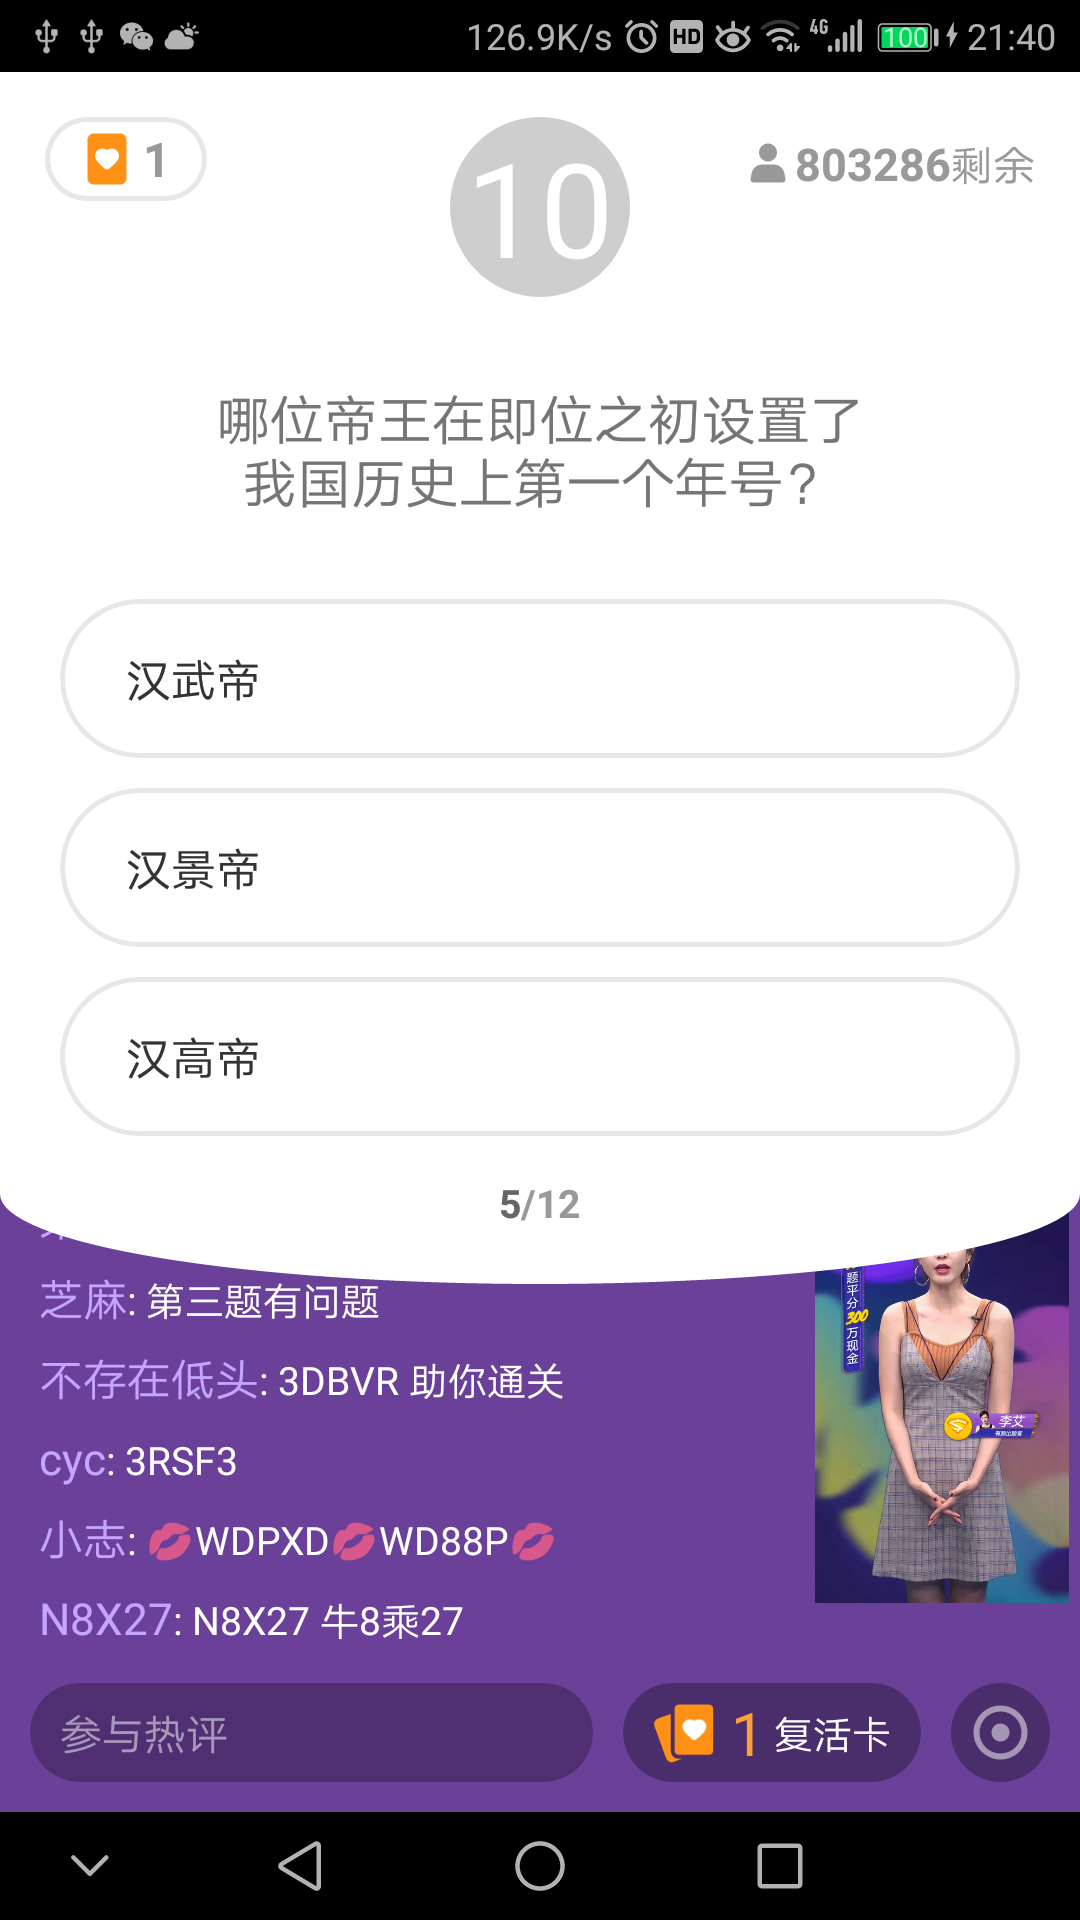 126.9K/s HD 4G 100 21:40
1
10
803286剩余
哪位帝王在即位之初设置了
我国历史上第一个年号?
汉武帝
汉景帝
汉高帝
5/12
芝麻: 第三题有问题
不存在低头: 3DBVR 助你通关
cyc: 3RSF3
小志: 💋WDPXD💋WD88P💋
N8X27: N8X27 牛8乘27
题平分300万现金
李艾
参与热评
1 复活卡